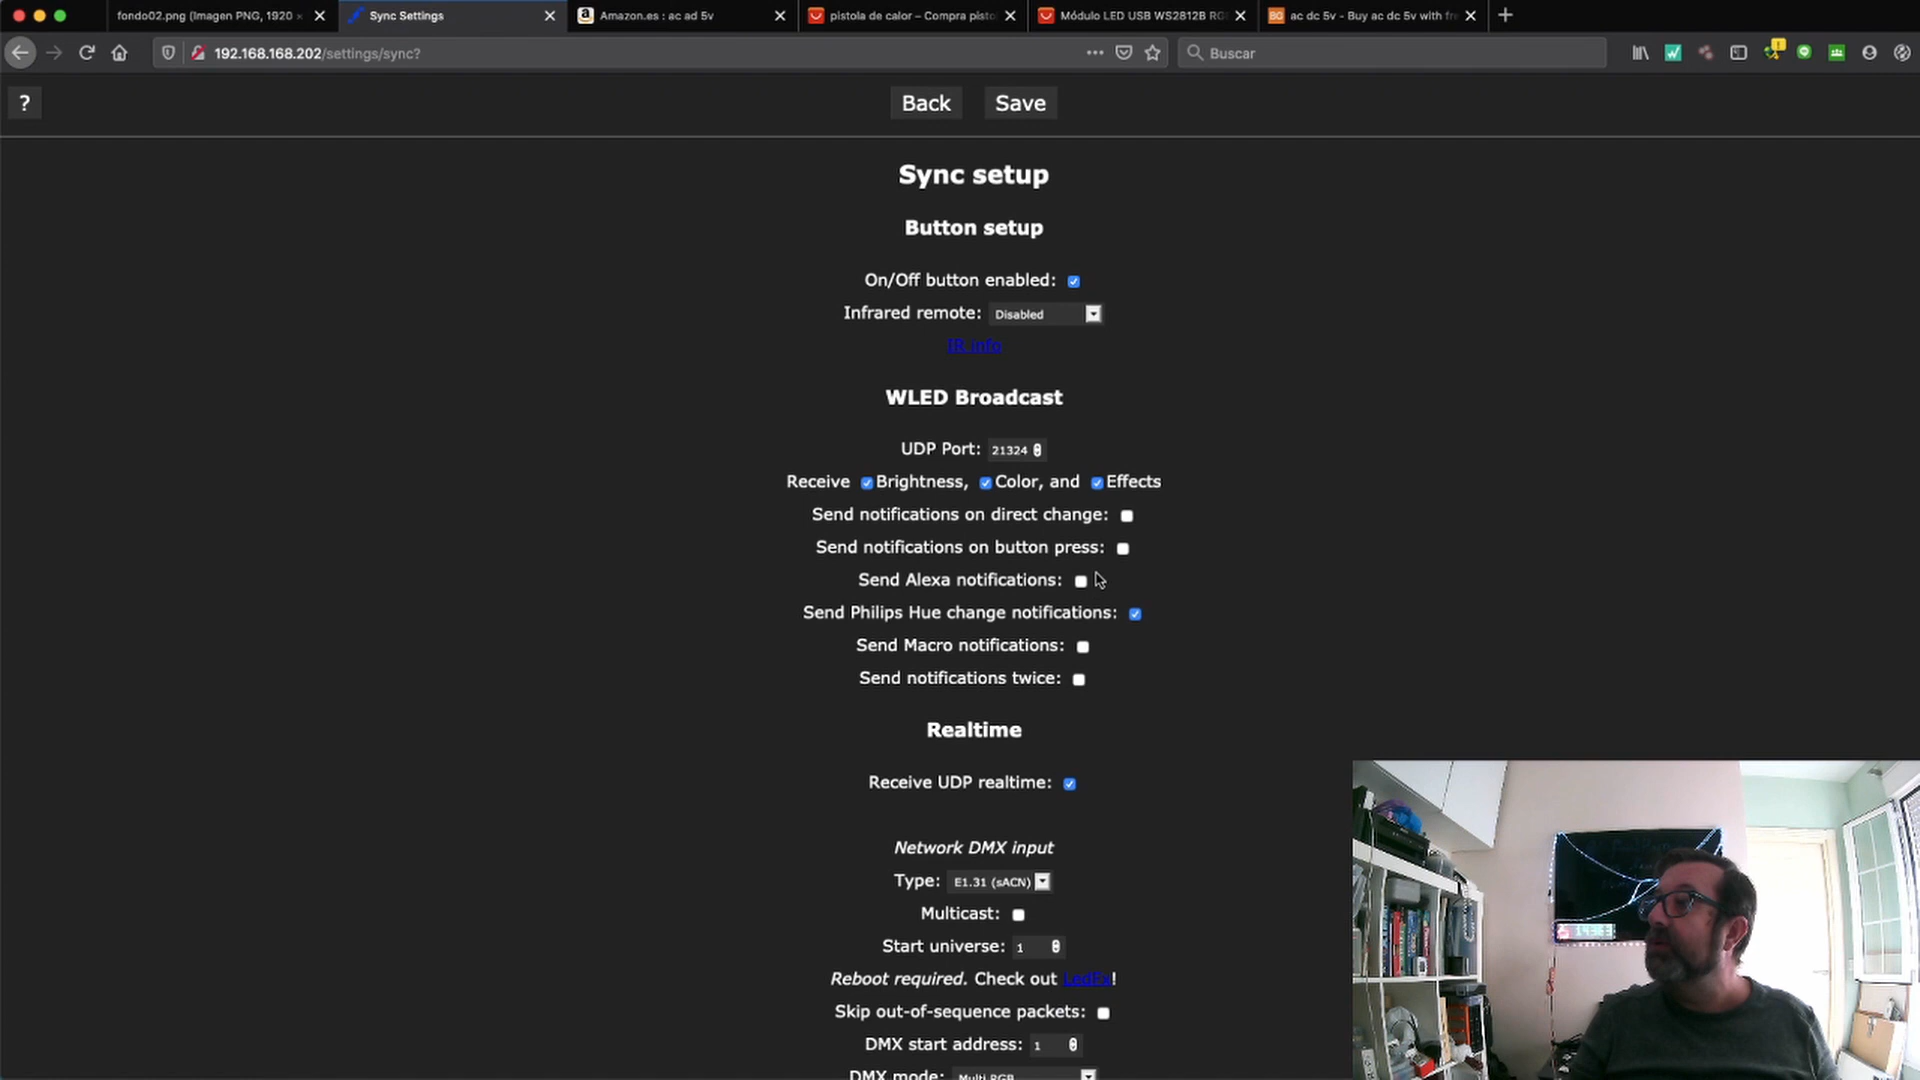 fondo02.png (Imagen PNG, 1920 ×
Sync Settings
Amazon.es : ac ad 5v
pistola de calor – Compra pisto
Módulo LED USB WS2812B RG
BG ac dc 5v - Buy ac dc 5v with fre
192.168.168.202/settings/sync?
Buscar
?
Back
Save
Sync setup
Button setup
On/Off button enabled:
Infrared remote: Disabled
IR info
WLED Broadcast
UDP Port: 21324
Receive Brightness, Color, and Effects
Send notifications on direct change:
Send notifications on button press:
Send Alexa notifications:
Send Philips Hue change notifications:
Send Macro notifications:
Send notifications twice:
Realtime
Receive UDP realtime:
Network DMX input
Type: E1.31 (sACN)
Multicast:
Start universe: 1
Reboot required. Check out LedFx!
Skip out-of-sequence packets:
DMX start address: 1
DMX mode: Multi RGB